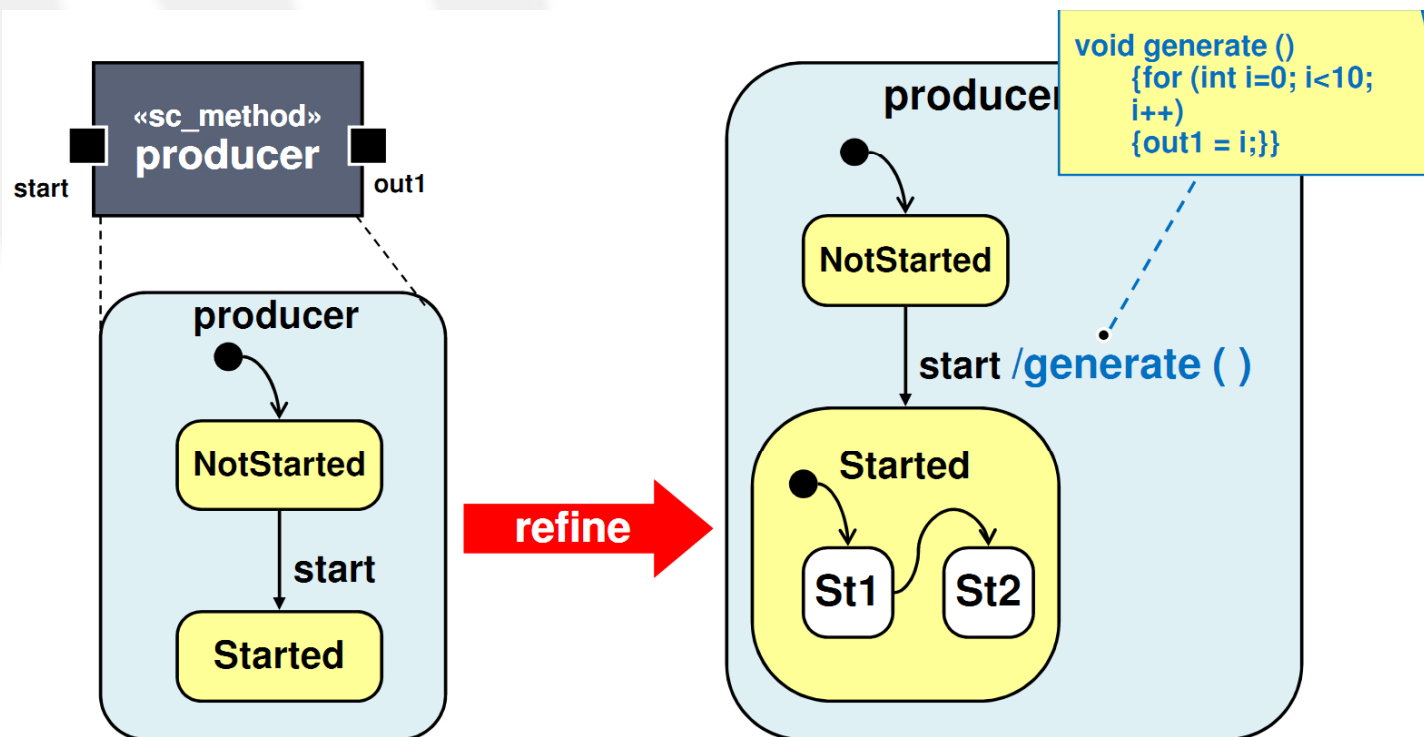 «sc_method»
producer
start
out1
producer
NotStarted
start
Started
refine
void generate ()
{for (int i=0; i<10;
i++)
{out1 = i;}}
NotStarted
start /generate ( )
Started
St1
St2